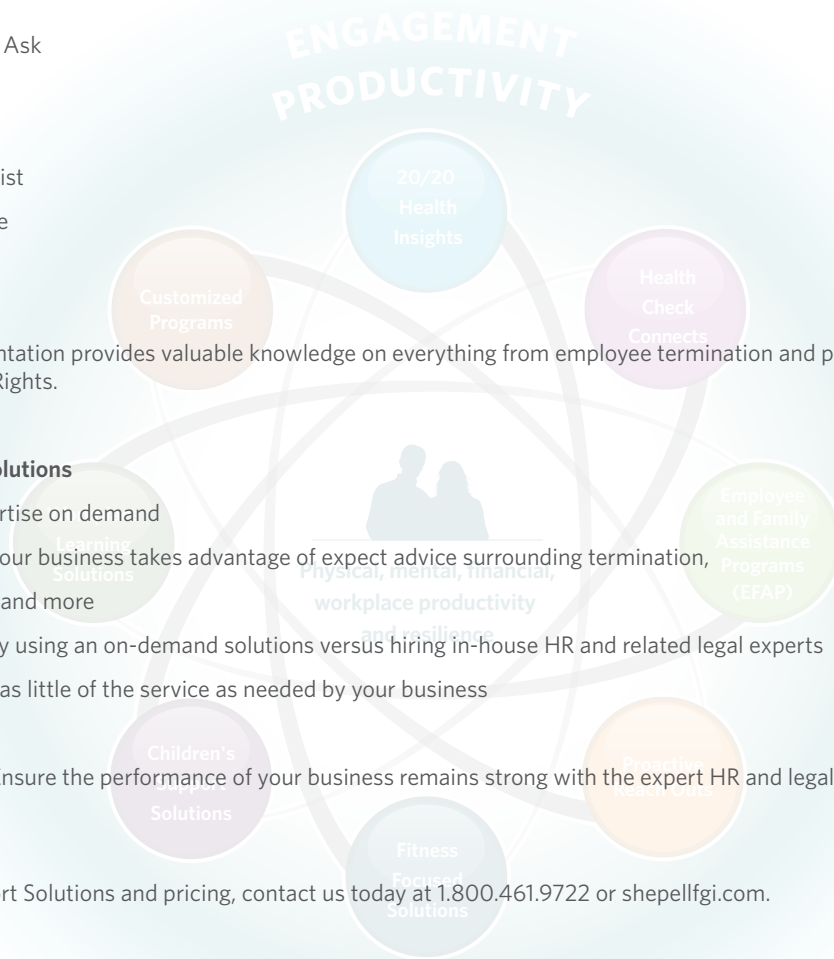 ENGAGEMENT
PRODUCTIVITY
Ask
ist
e
20/20
Health
Insights
Customized
Programs
Health
Check
Connects
ntation provides valuable knowledge on everything from employee termination and p
Rights.
olutions
rtise on demand
our business takes advantage of expect advice surrounding termination,
and more
y using an on-demand solutions versus hiring in-house HR and related legal experts
as little of the service as needed by your business
Learning
Solutions
Physical, mental, financial,
workplace productivity
and resilience
Employee
and Family
Assistance
Programs
(EFAP)
Children's
Support
Solutions
Proactive
Reach Outs
Ensure the performance of your business remains strong with the expert HR and legal
Fitness
Focused
Solutions
rt Solutions and pricing, contact us today at 1.800.461.9722 or shepellfgi.com.